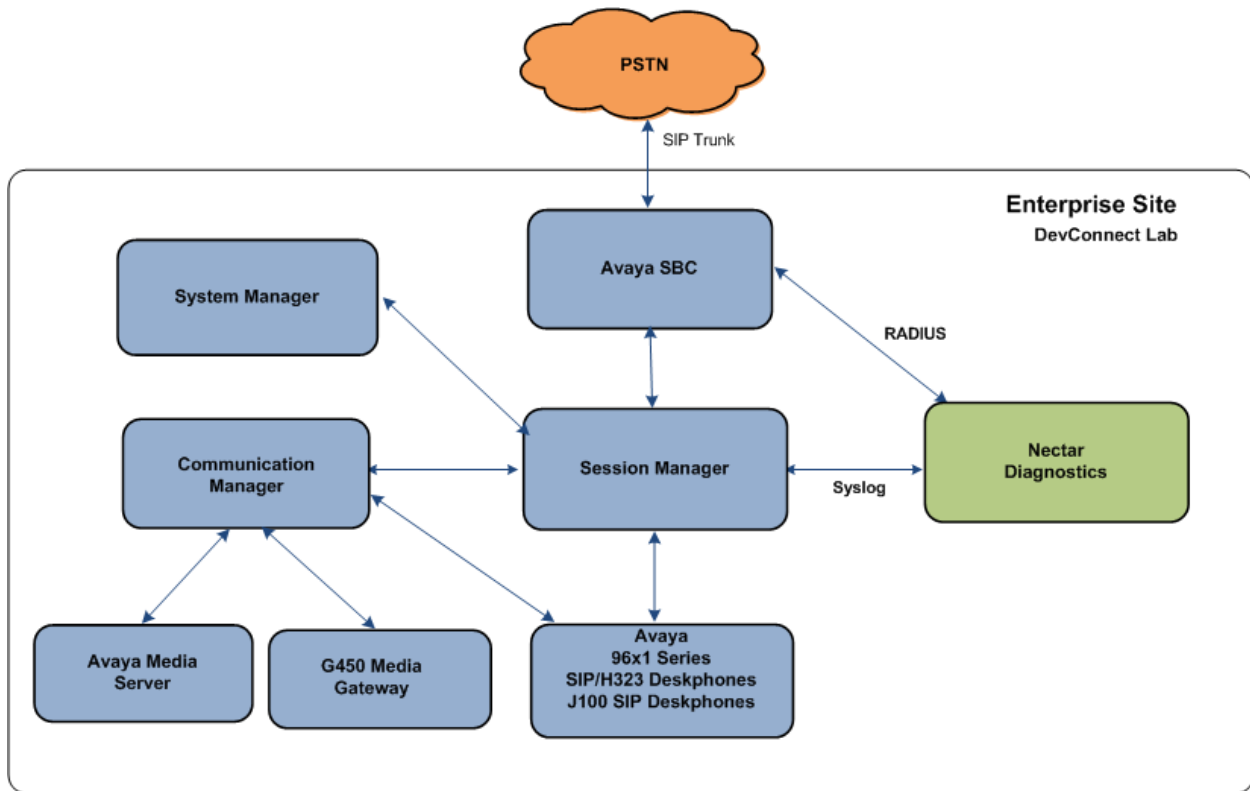 PSTN
SIP Trunk
Enterprise Site
DevConnect Lab
Avaya SBC
System Manager
RADIUS
Communication
Manager
Session Manager
Nectar
Diagnostics
Syslog
Avaya Media
Server
G450 Media
Gateway
Avaya
96x1 Series
SIP/H323 Deskphones
J100 SIP Deskphones